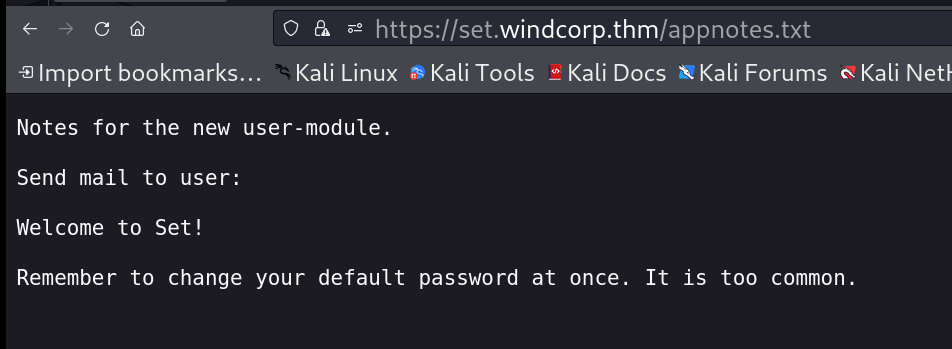 https://set.windcorp.thm/appnotes.txt
Import bookmarks... Kali Linux Kali Tools Kali Docs Kali Forums Kali NetH
Notes for the new user-module.
Send mail to user:
Welcome to Set!
Remember to change your default password at once. It is too common.